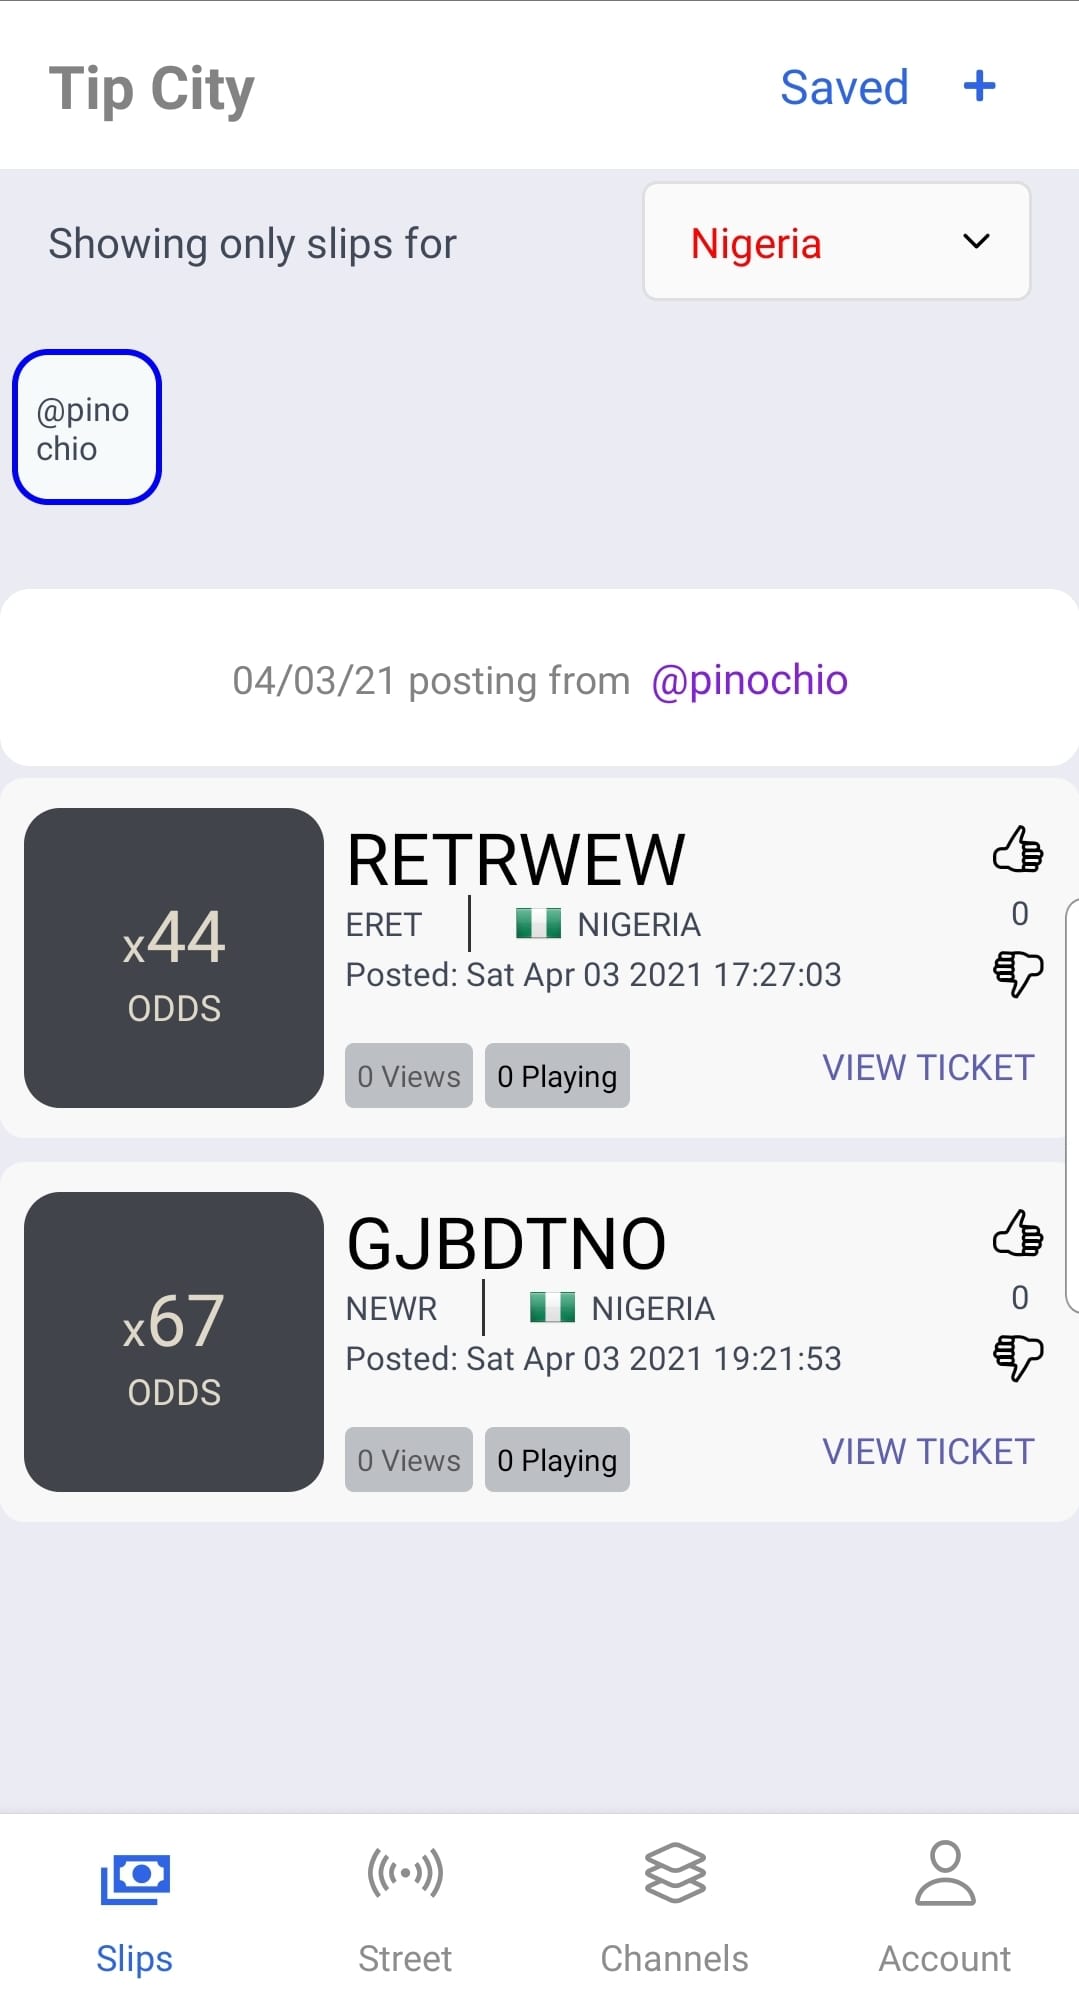 Tip City
Saved +
Showing only slips for
Nigeria
@pino
chio
04/03/21 posting from @pinochio
x44
ODDS
RETRWEW
ERET | NIGERIA
Posted: Sat Apr 03 2021 17:27:03
0 Views
0 Playing
0
VIEW TICKET
x67
ODDS
GJBDTNO
NEWR | NIGERIA
Posted: Sat Apr 03 2021 19:21:53
0 Views
0 Playing
0
VIEW TICKET
Slips
Street
Channels
Account